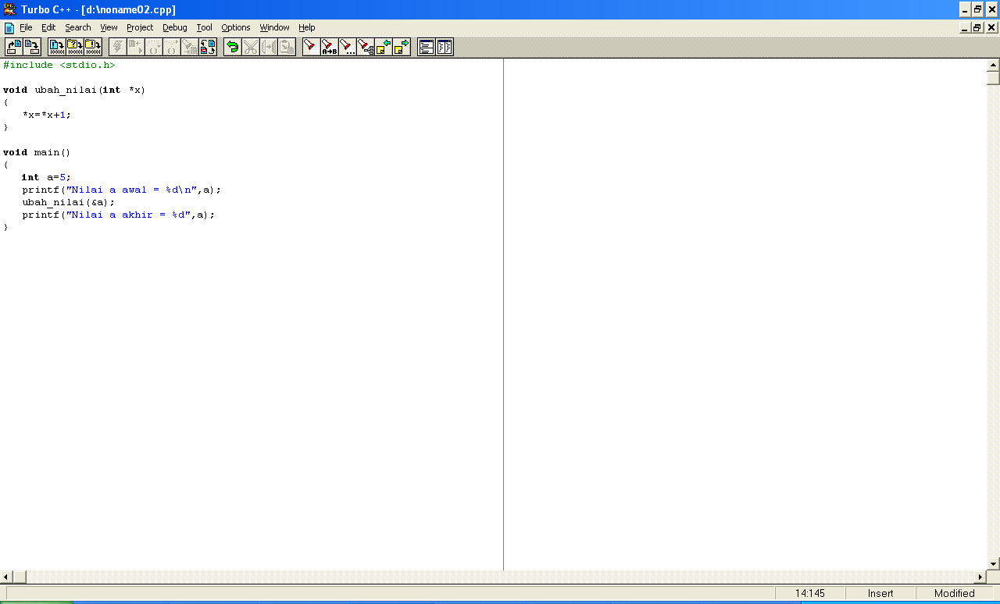 Turbo C++ - [d:\noname02.cpp]
File Edit Search View Project Debug Tool Options Window Help
#include <stdio.h>
void ubah_nilai(int *x)
{
*x=*x+1;
}
void main()
{
int a=5;
printf("Nilai a awal = %d\n",a);
ubah_nilai(&a);
printf("Nilai a akhir = %d",a);
}
14:145 Insert Modified